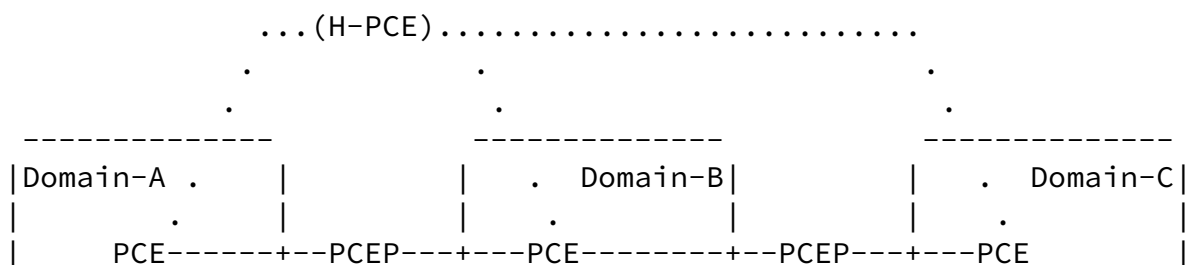 ...(H-PCE)...........................
.            .                        .
.               .                        .
--------------           --------------           --------------
|Domain-A .    |         |   .  Domain-B|         |   .  Domain-C|
|        .    |         |    .         |         |    .         |
|     PCE------+--PCEP---+---PCE--------+--PCEP---+---PCE        |